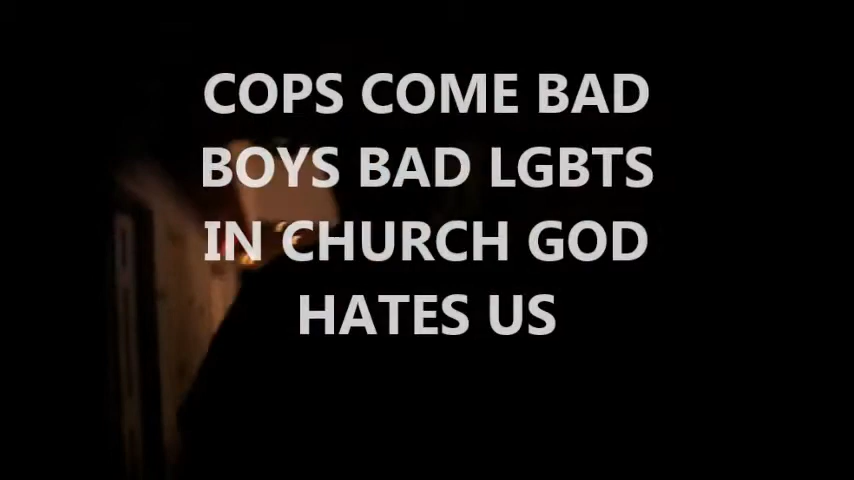 COPS COME BAD
BOYS BAD LGBTS
IN CHURCH GOD
HATES US